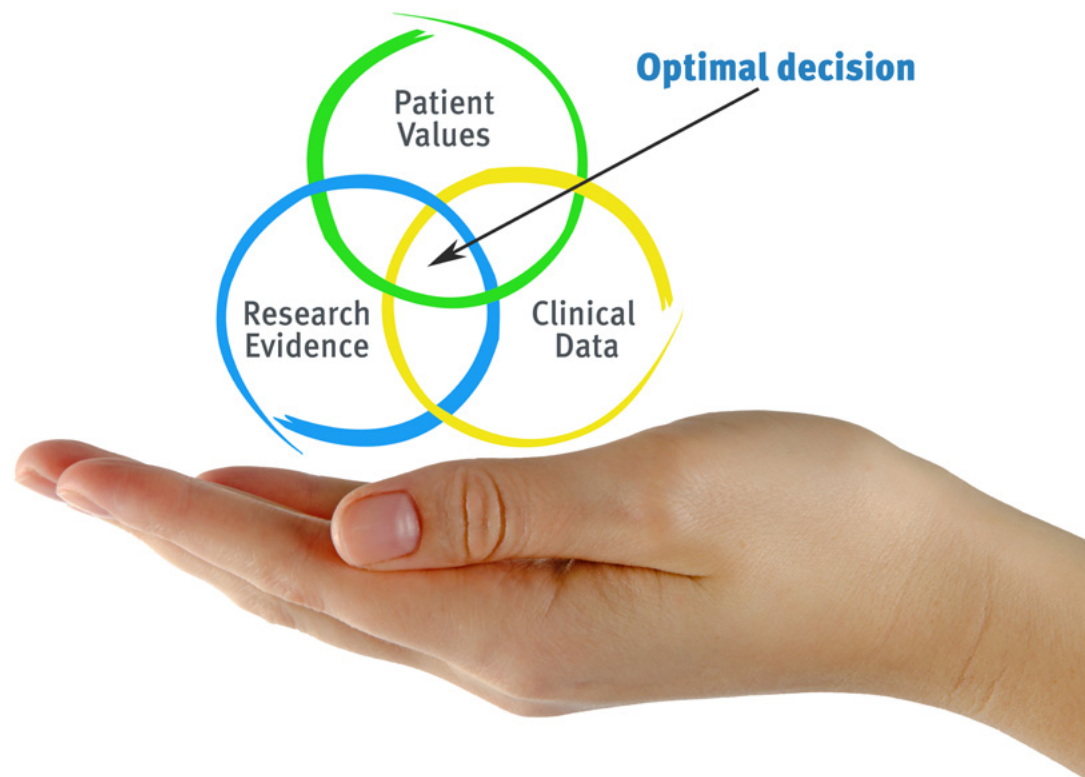 Optimal decision
Patient
Values
Research
Evidence
Clinical
Data